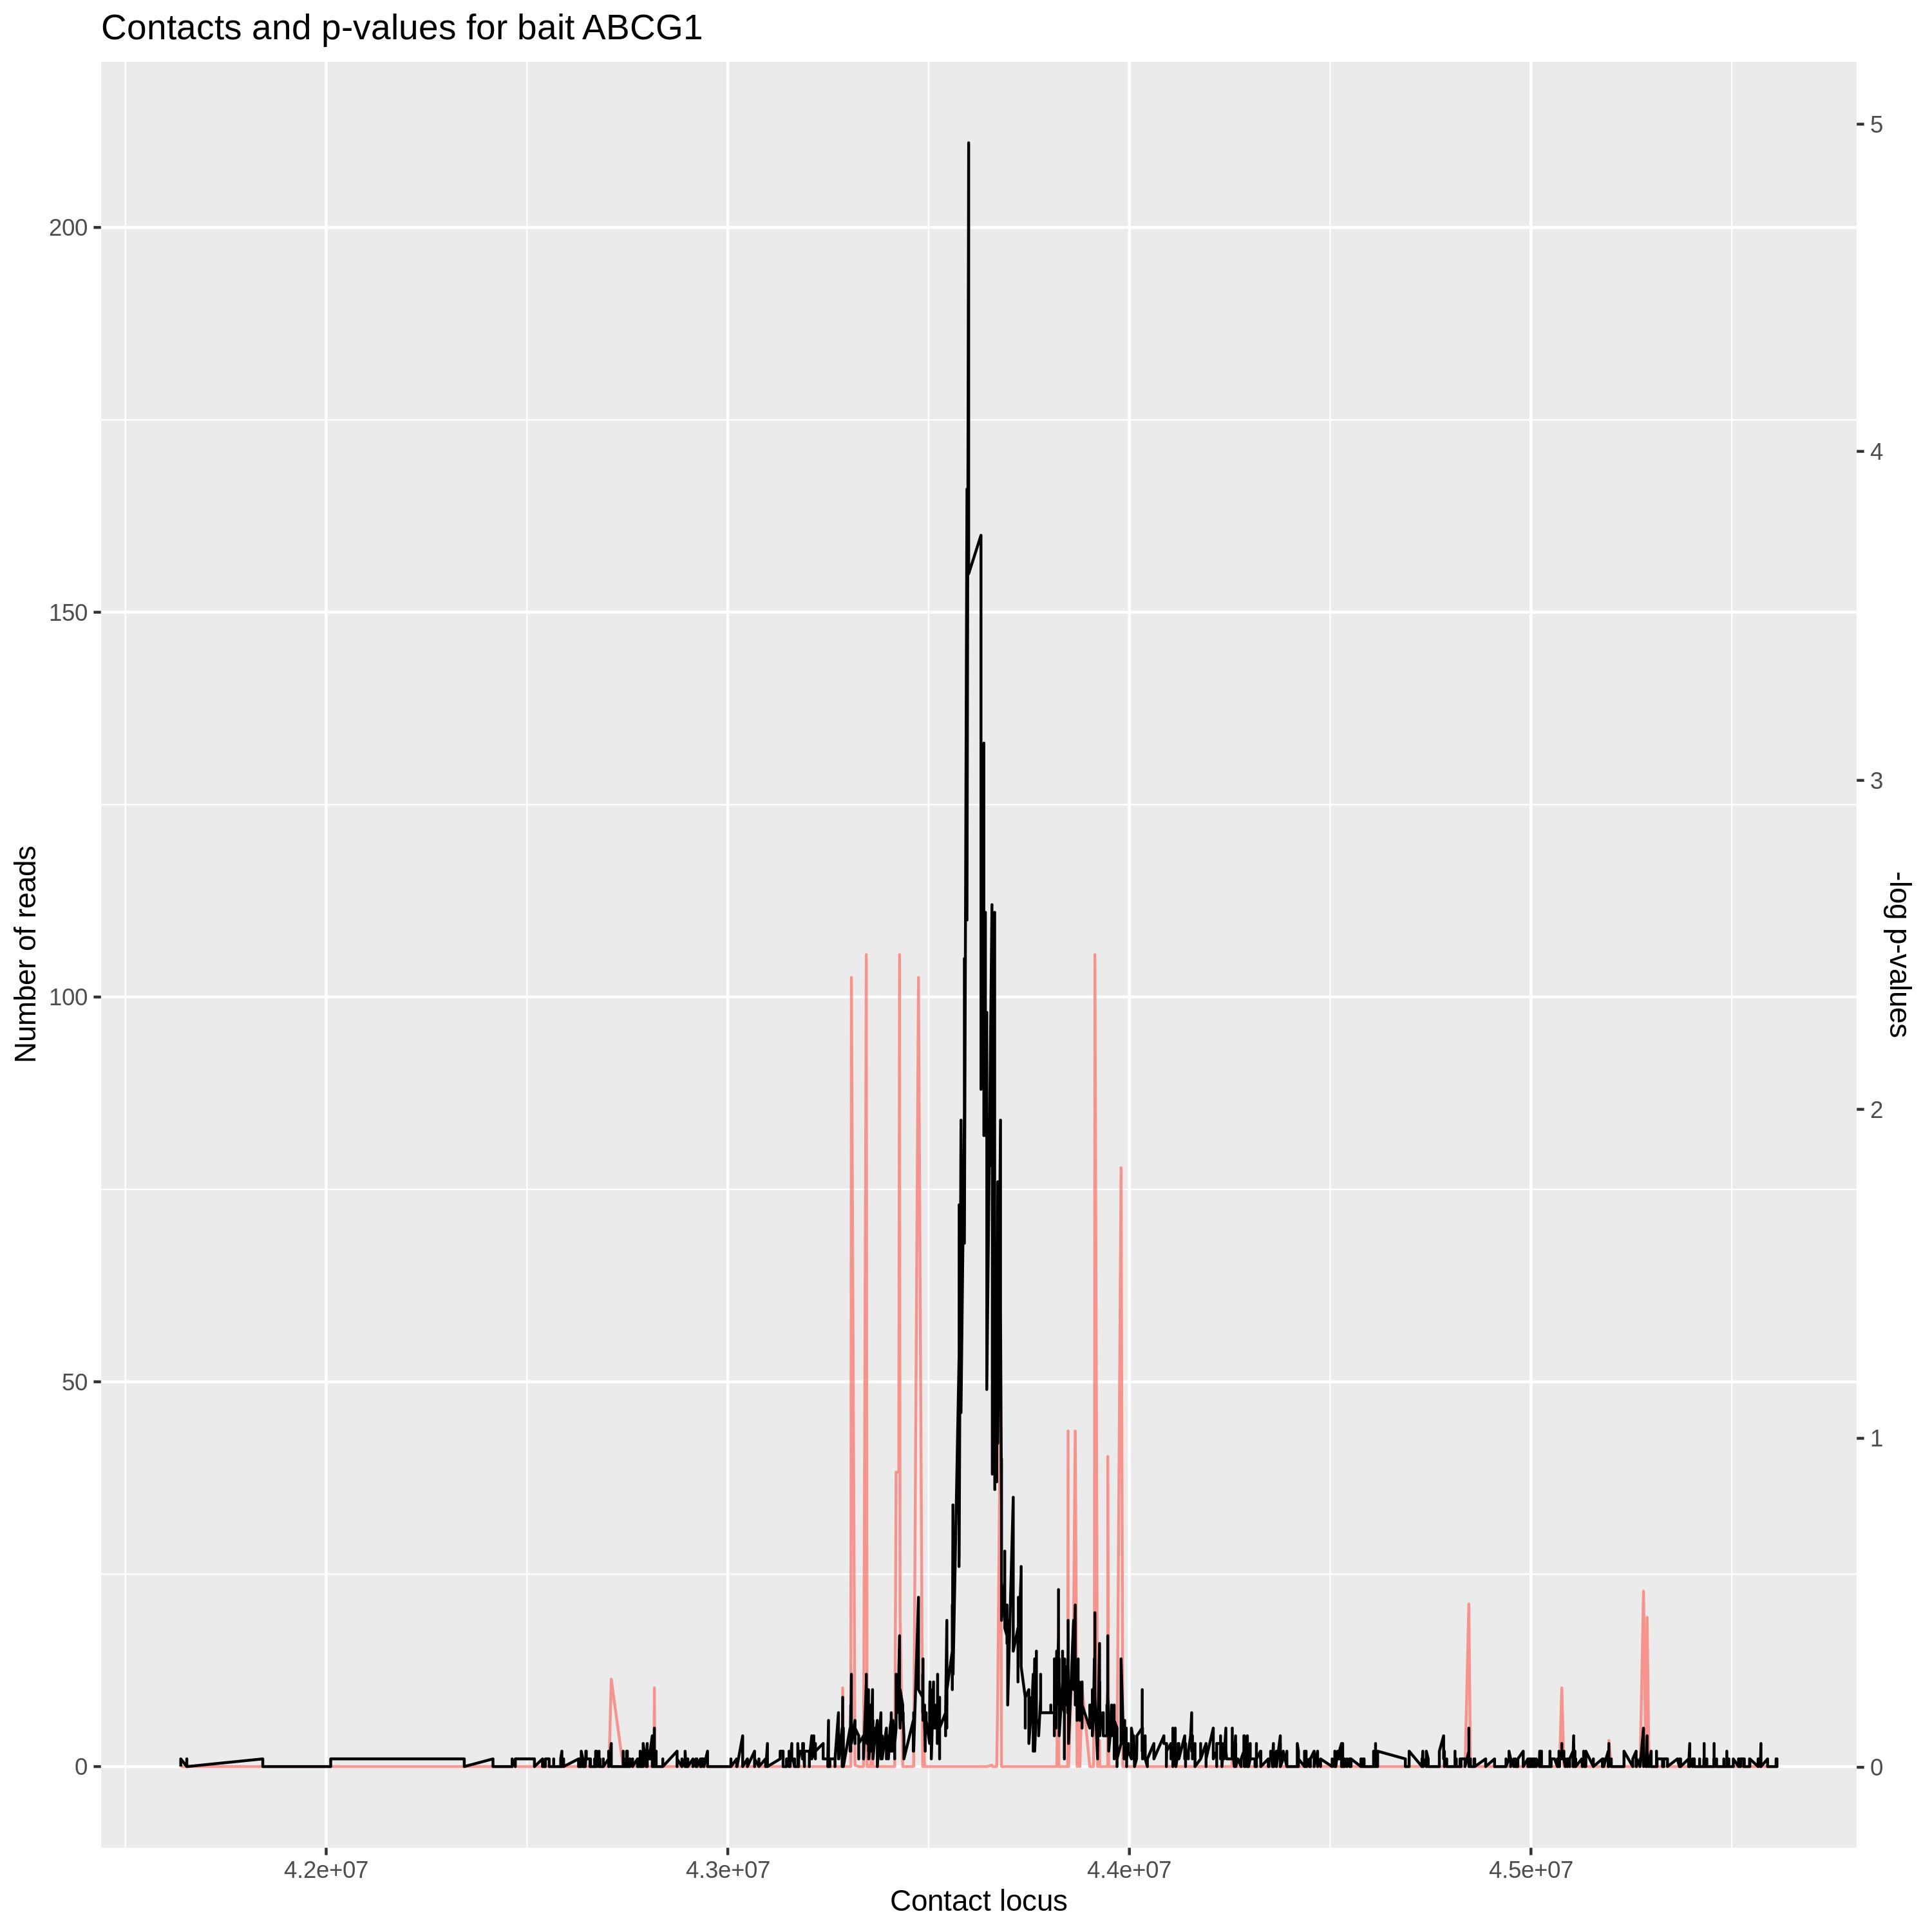 Contacts and p-values for bait ABCG1
200
150
100
50
0
Number of reads
5
4
3
2
1
0
-log p-values
4.2e+07
4.3e+07
4.4e+07
4.5e+07
Contact locus